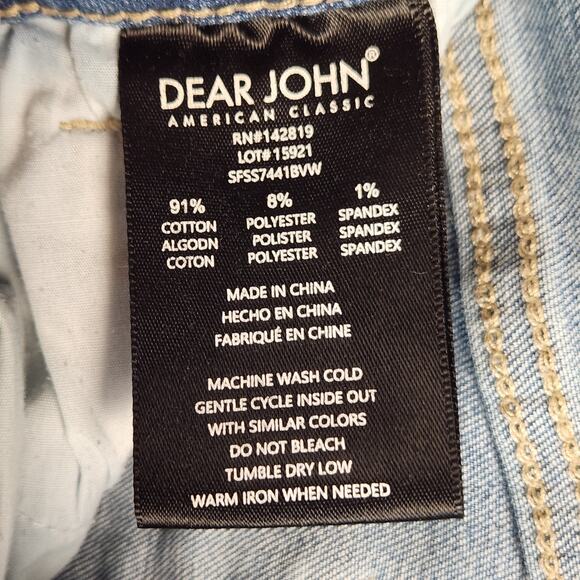 DEAR JOHN®
AMERICAN CLASSIC
RN#142819
LOT#15921
SFSS7441BVW
91% 8% 1%
COTTON POLYESTER SPANDEX
ALGODN POLISTER SPANDEX
COTON POLYESTER SPANDEX
MADE IN CHINA
HECHO EN CHINA
FABRIQUÉ EN CHINE
MACHINE WASH COLD
GENTLE CYCLE INSIDE OUT
WITH SIMILAR COLORS
DO NOT BLEACH
TUMBLE DRY LOW
WARM IRON WHEN NEEDED